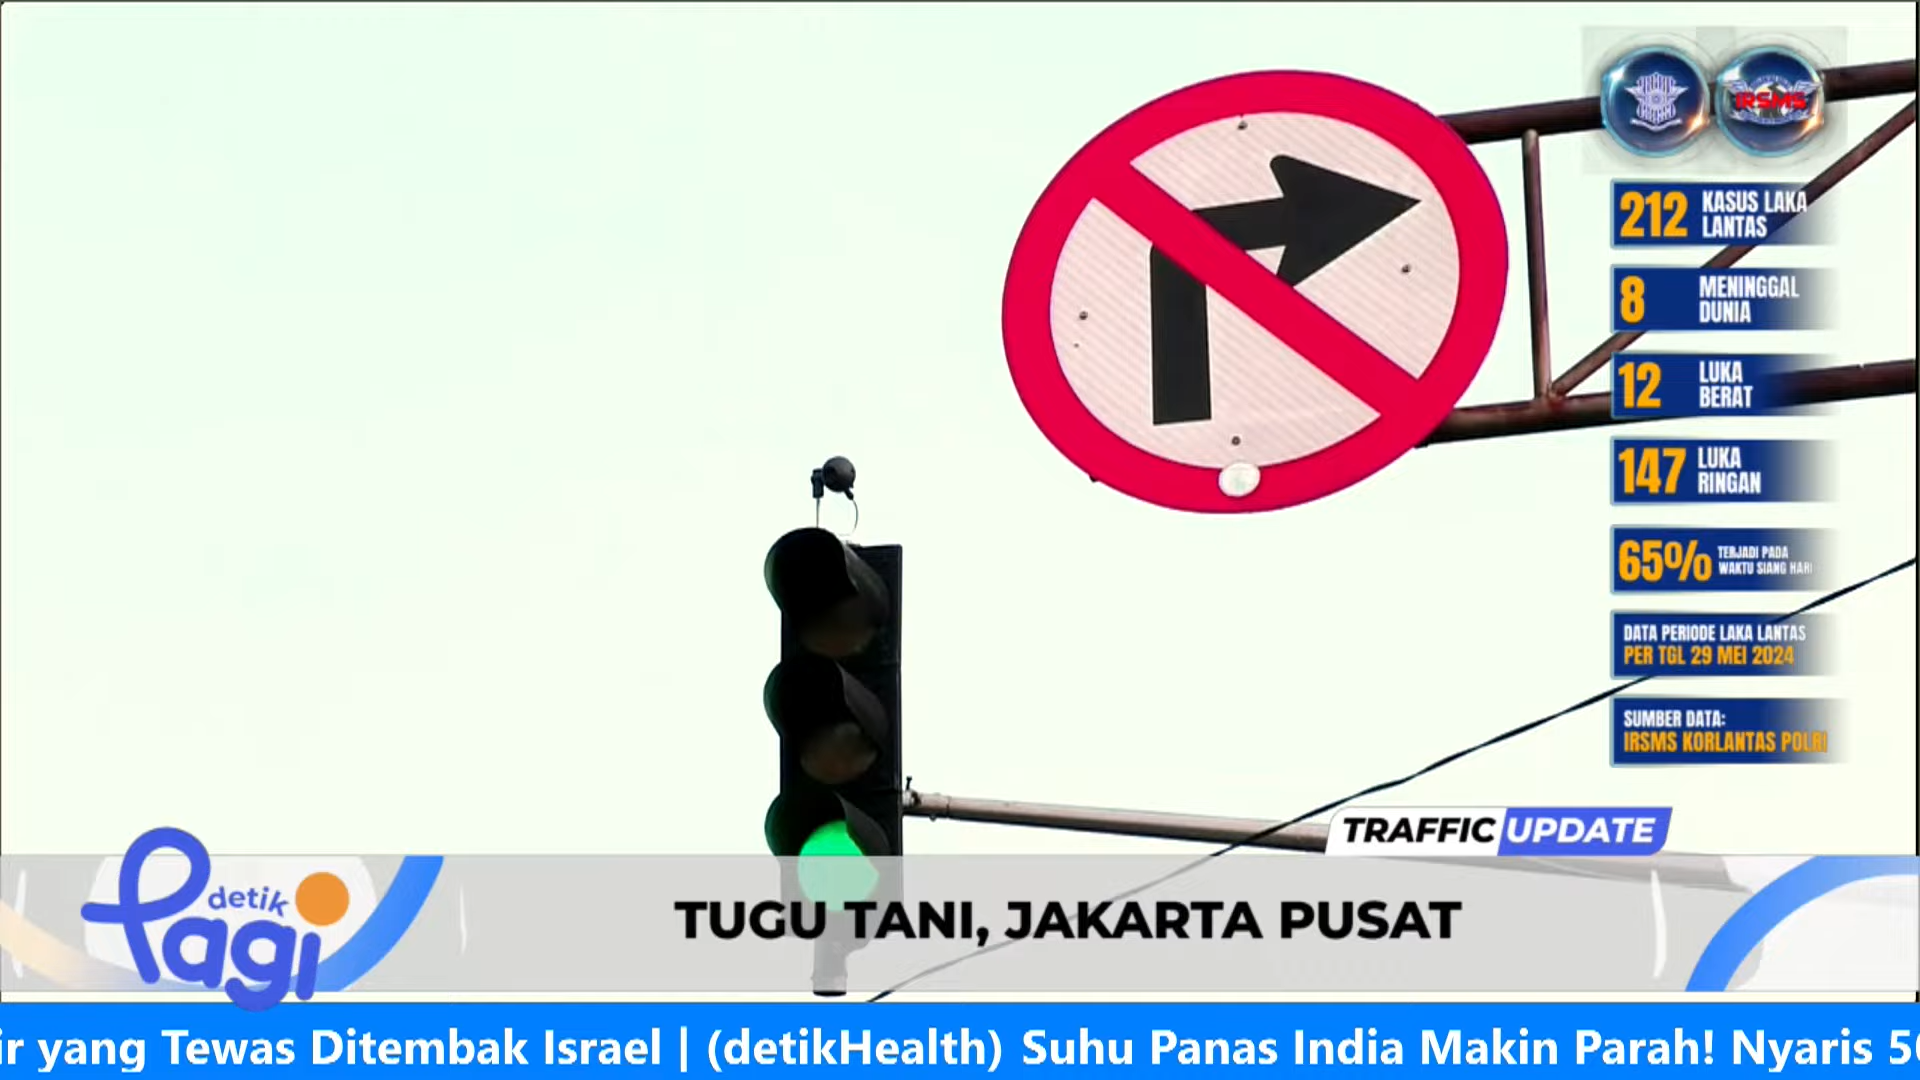 IRSMS
212 KASUS LAKA
LANTAS
8 MENINGGAL
DUNIA
12 LUKA
BERAT
147 LUKA
RINGAN
65% TERJADI PADA
WAKTU SIANG HARI
DATA PERIODE LAKA LANTAS
PER TGL 29 MEI 2024
SUMBER DATA:
IRSMS KORLANTAS POLRI
TRAFFIC UPDATE
detik
Pagi
TUGU TANI, JAKARTA PUSAT
ir yang Tewas Ditembak Israel | (detikHealth) Suhu Panas India Makin Parah! Nyaris